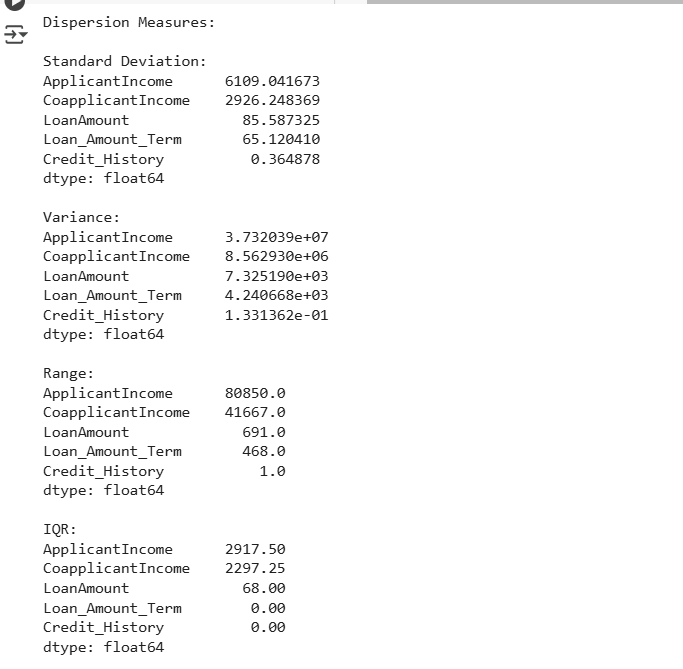 Dispersion Measures:
Standard Deviation:
ApplicantIncome 6109.041673
CoapplicantIncome 2926.248369
LoanAmount 85.587325
Loan_Amount_Term 65.120410
Credit_History 0.364878
dtype: float64
Variance:
ApplicantIncome 3.732039e+07
CoapplicantIncome 8.562930e+06
LoanAmount 7.325190e+03
Loan_Amount_Term 4.240668e+03
Credit_History 1.331362e-01
dtype: float64
Range:
ApplicantIncome 80850.0
CoapplicantIncome 41667.0
LoanAmount 691.0
Loan_Amount_Term 468.0
Credit_History 1.0
dtype: float64
IQR:
ApplicantIncome 2917.50
CoapplicantIncome 2297.25
LoanAmount 68.00
Loan_Amount_Term 0.00
Credit_History 0.00
dtype: float64